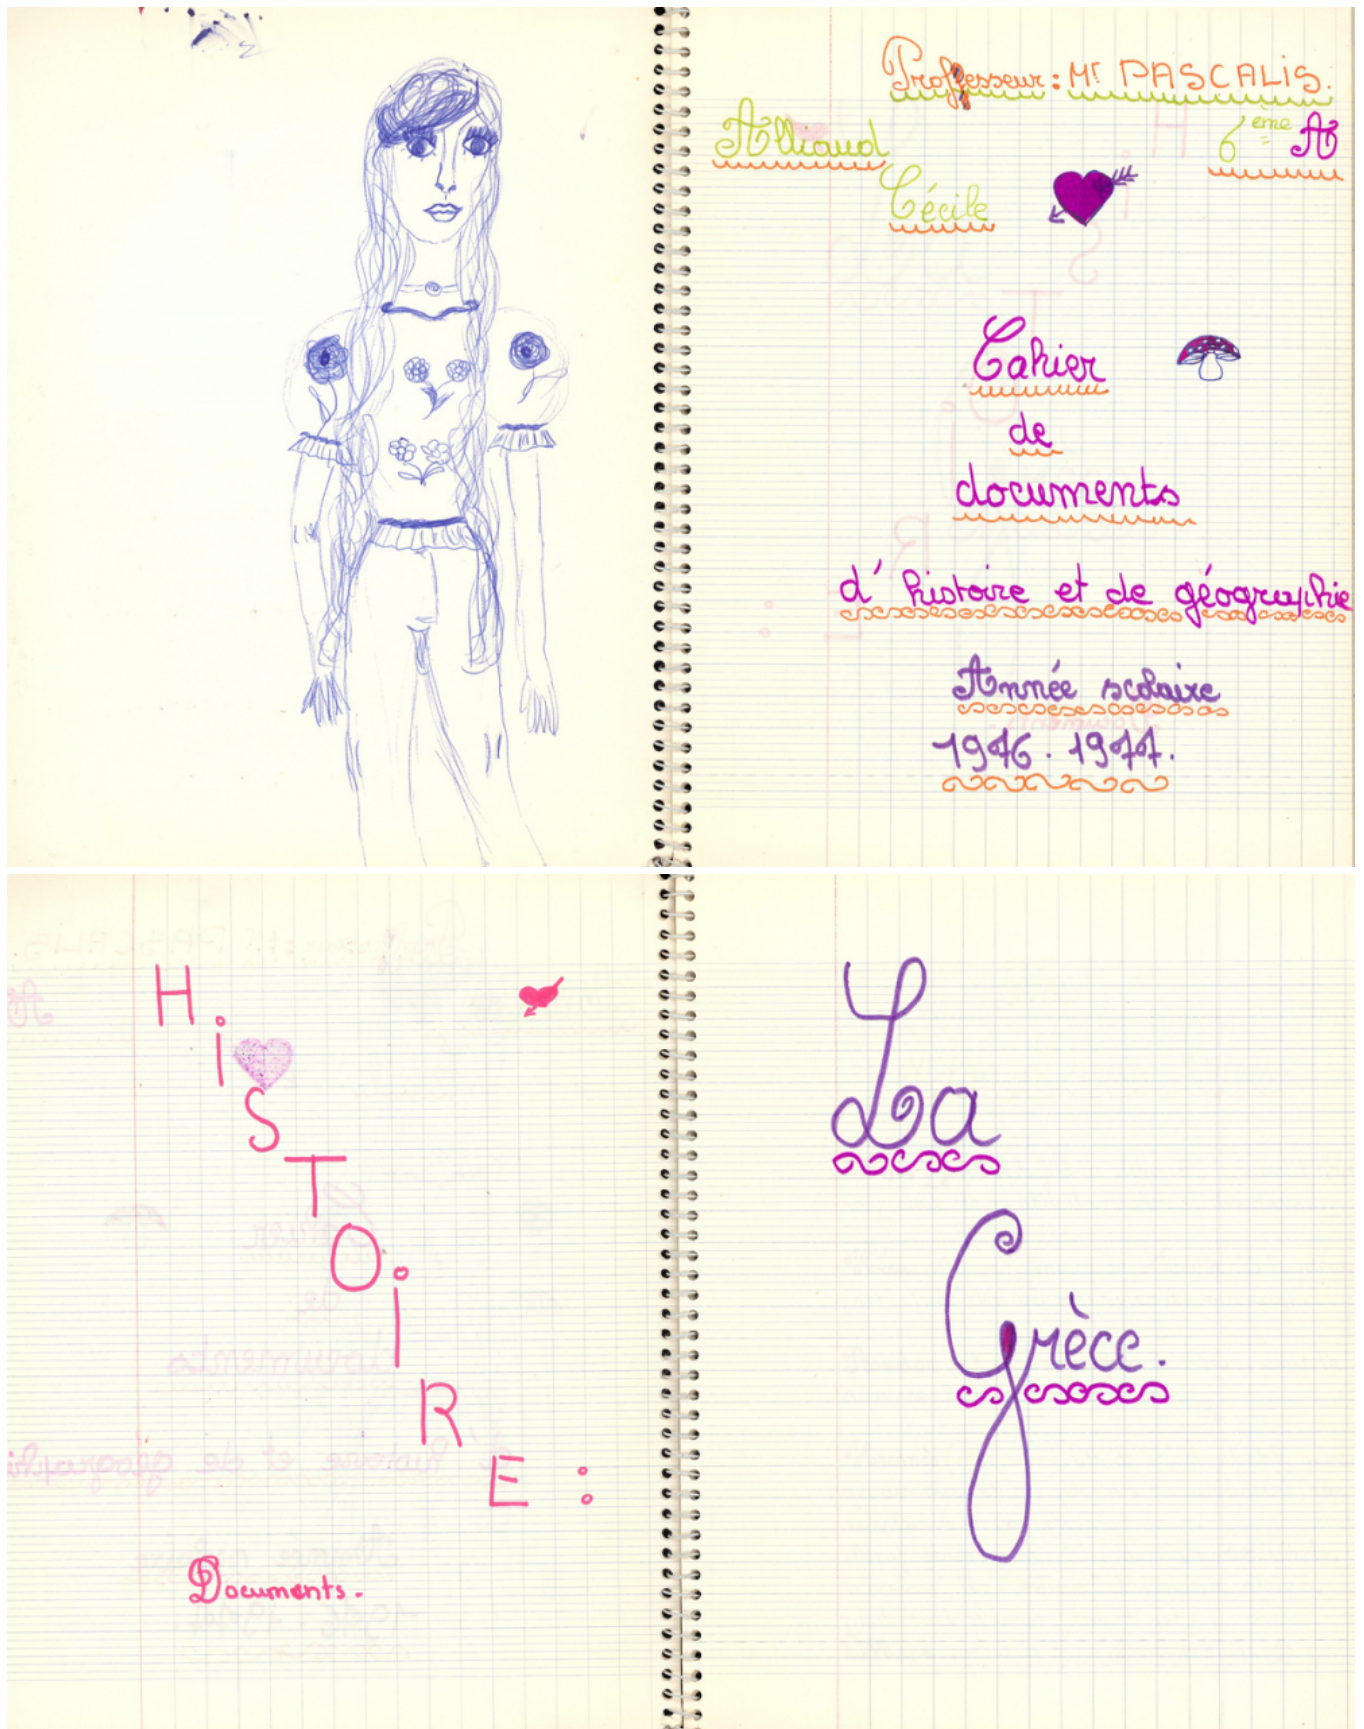 Professeur : Mr PASCALIS.
Alliaud
6ème A
Cécile
Cahier
de
documents
d'histoire et de géographie
Année scolaire
1976. 1977.
HiSTOiRE :
Documents.
La
Grèce.